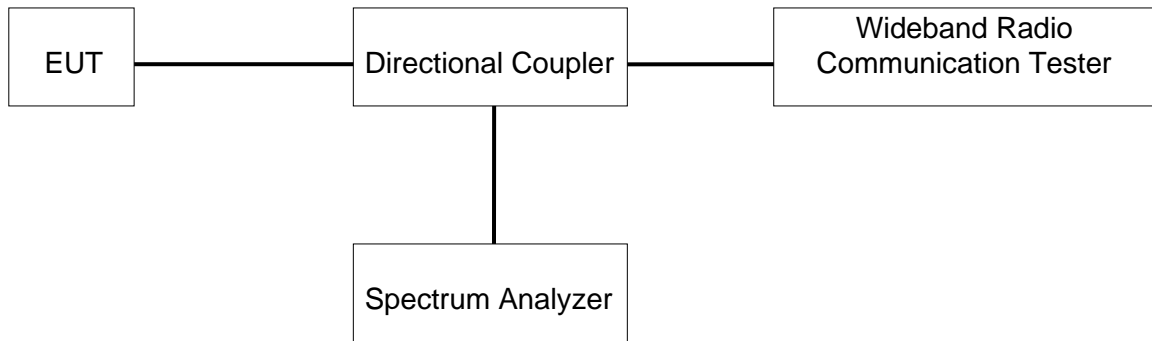 EUT
Directional Coupler
Wideband Radio
Communication Tester
Spectrum Analyzer